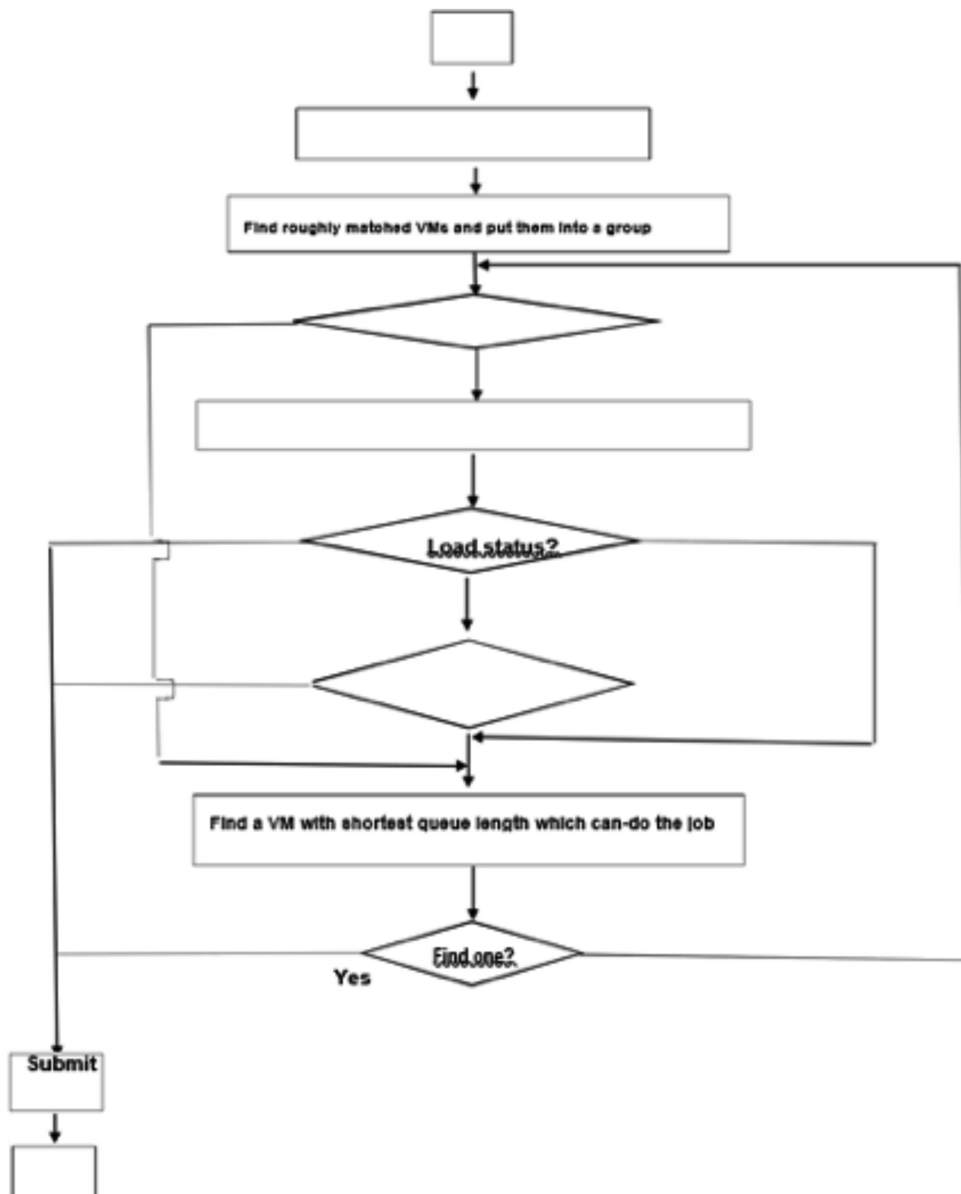 Find roughly matched VMs and put them into a group
Load status?
Find a VM with shortest queue length which can-do the job
Find one?
Yes
Submit